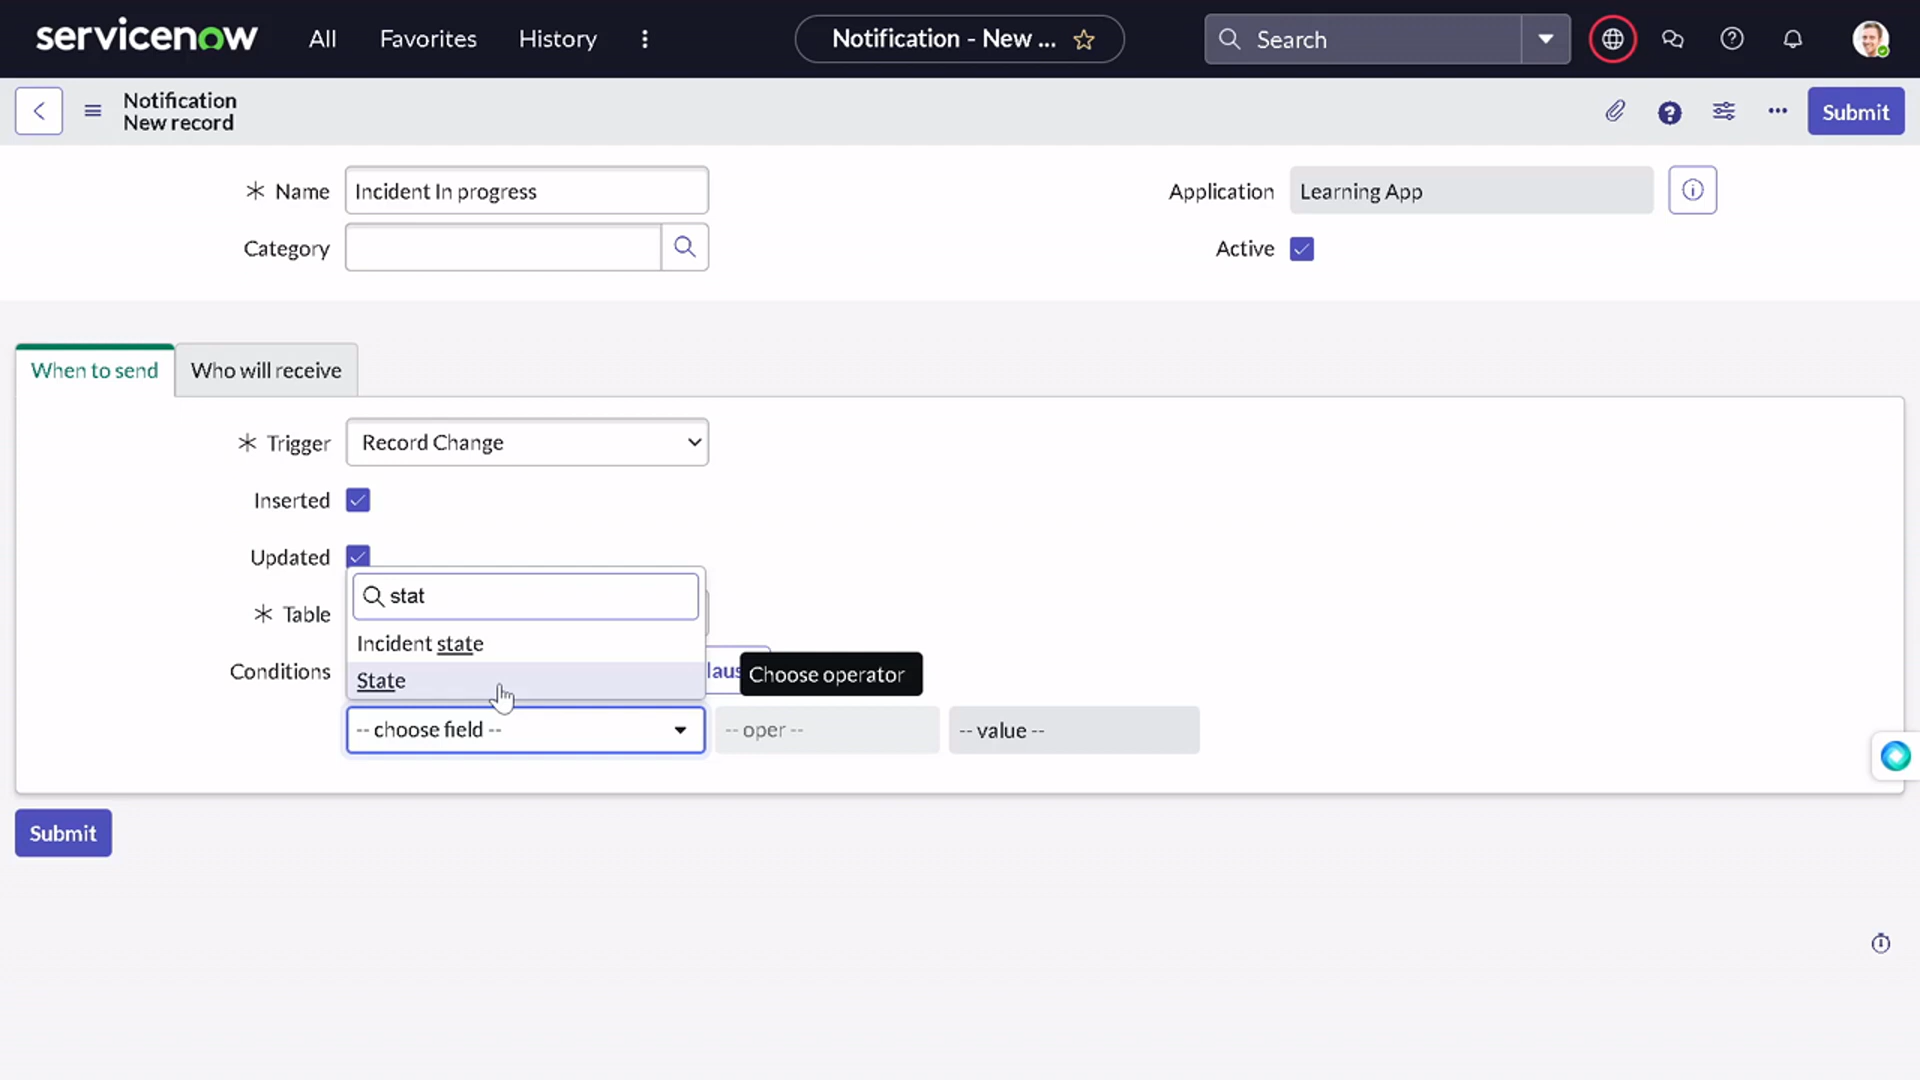 servicenow
All
Favorites
History
Notification - New ...
Search
Notification
New record
Submit
* Name
Incident In progress
Application
Learning App
Category
Active
When to send
Who will receive
* Trigger
Record Change
Inserted
Updated
stat
* Table
Incident state
Conditions
State
laus
Choose operator
-- choose field --
-- oper --
-- value --
Submit